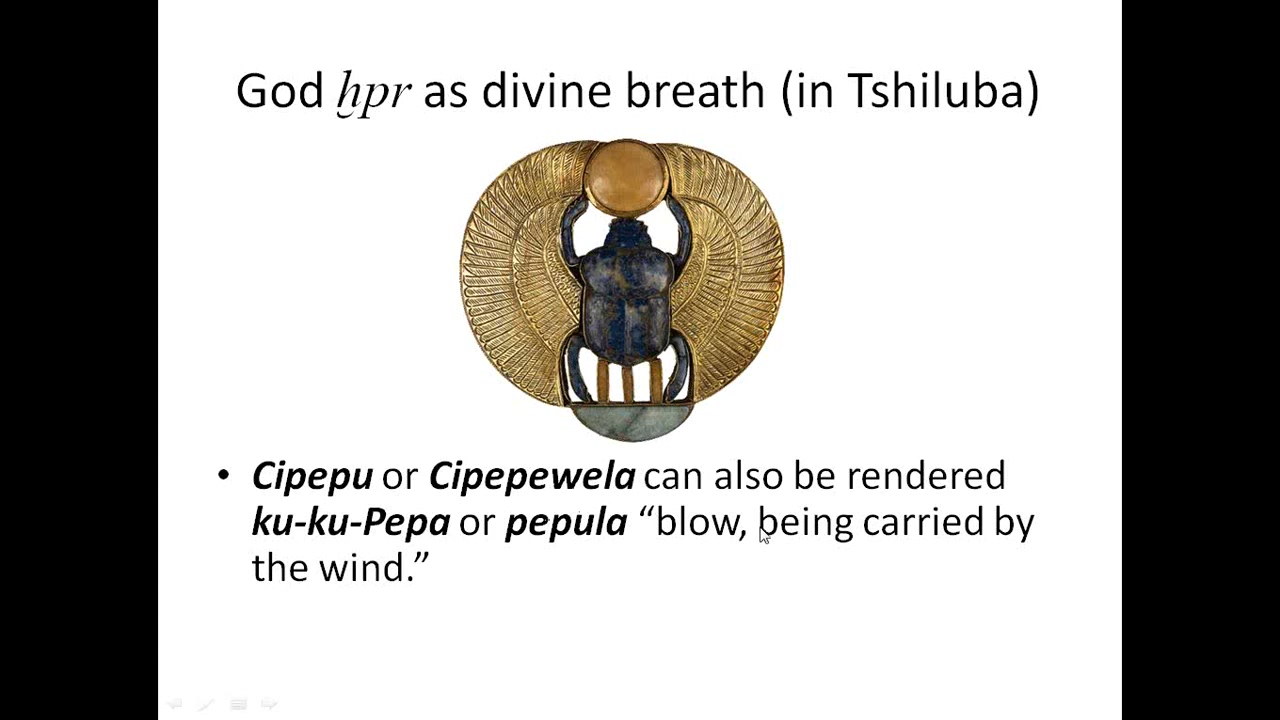 God ḫpr as divine breath (in Tshiluba)
• Cipepu or Cipepewela can also be rendered
ku-ku-Pepa or pepula “blow, being carried by
the wind.”